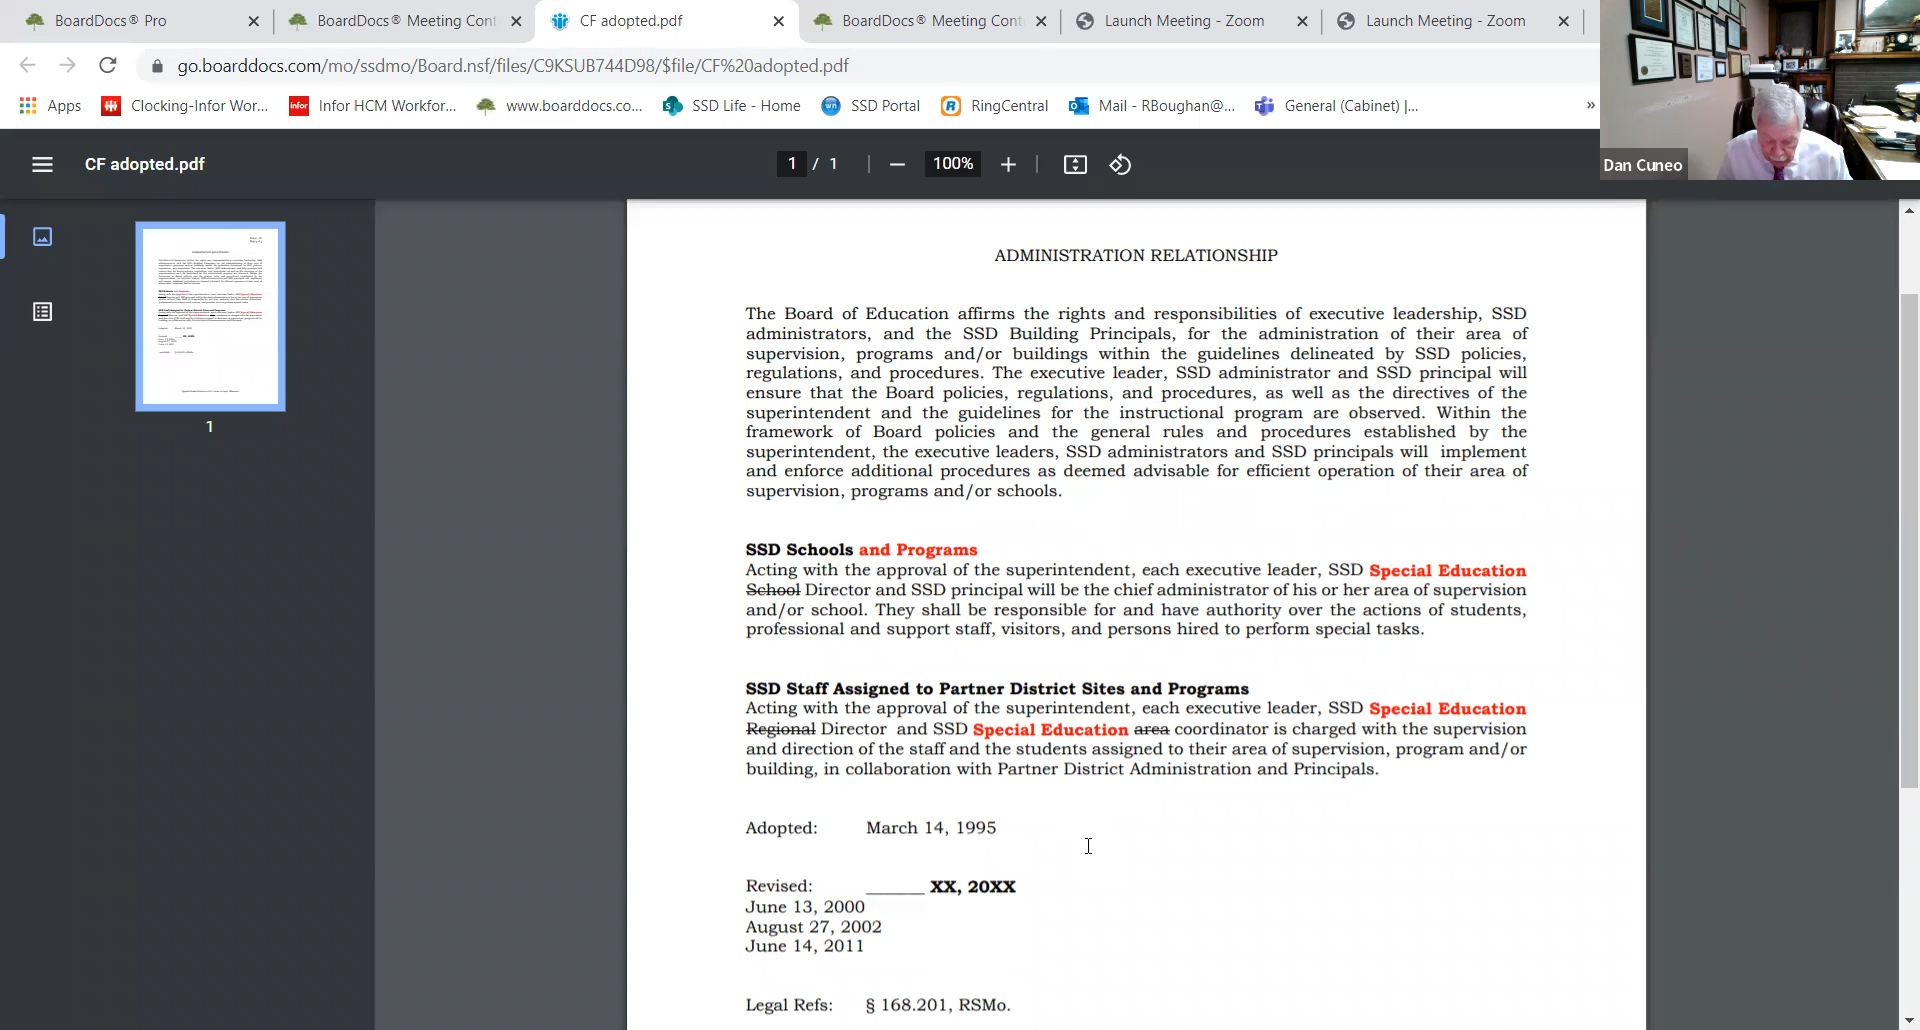 BoardDocs® Pro
BoardDocs® Meeting Cont
CF adopted.pdf
BoardDocs® Meeting Cont
Launch Meeting - Zoom
Launch Meeting - Zoom
go.boarddocs.com/mo/ssdmo/Board.nsf/files/C9KSUB744D98/$file/CF%20adopted.pdf
Apps
Clocking-Infor Wor...
infor
Infor HCM Workfor...
www.boarddocs.co...
SSD Life - Home
wn
SSD Portal
RingCentral
Mail - RBoughan@...
General (Cabinet) |...
»
Dan Cuneo
CF adopted.pdf
1 / 1
100%
1
ADMINISTRATION RELATIONSHIP
The Board of Education affirms the rights and responsibilities of executive leadership, SSD
administrators, and the SSD Building Principals, for the administration of their area of
supervision, programs and/or buildings within the guidelines delineated by SSD policies,
regulations, and procedures. The executive leader, SSD administrator and SSD principal will
ensure that the Board policies, regulations, and procedures, as well as the directives of the
superintendent and the guidelines for the instructional program are observed. Within the
framework of Board policies and the general rules and procedures established by the
superintendent, the executive leaders, SSD administrators and SSD principals will implement
and enforce additional procedures as deemed advisable for efficient operation of their area of
supervision, programs and/or schools.
SSD Schools and Programs
Acting with the approval of the superintendent, each executive leader, SSD Special Education
School Director and SSD principal will be the chief administrator of his or her area of supervision
and/or school. They shall be responsible for and have authority over the actions of students,
professional and support staff, visitors, and persons hired to perform special tasks.
SSD Staff Assigned to Partner District Sites and Programs
Acting with the approval of the superintendent, each executive leader, SSD Special Education
Regional Director and SSD Special Education area coordinator is charged with the supervision
and direction of the staff and the students assigned to their area of supervision, program and/or
building, in collaboration with Partner District Administration and Principals.
Adopted: March 14, 1995
Revised: ______ XX, 20XX
June 13, 2000
August 27, 2002
June 14, 2011
Legal Refs: § 168.201, RSMo.